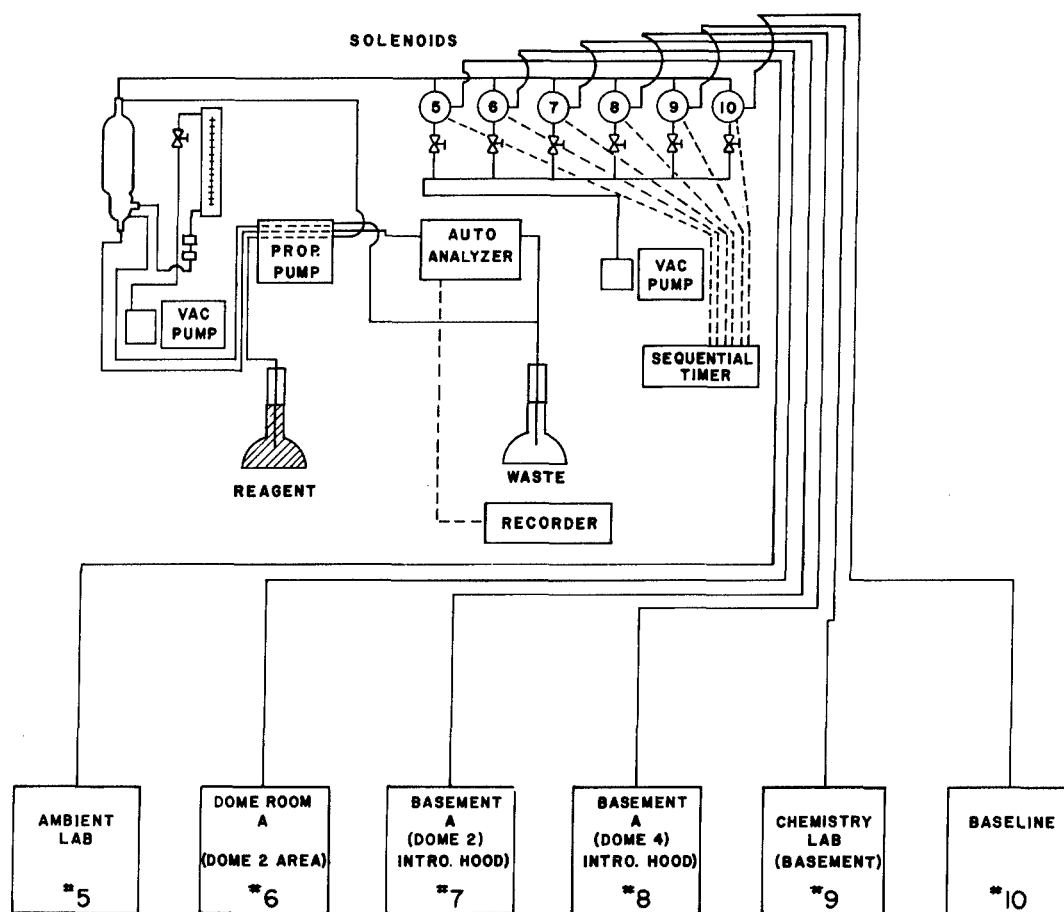 SOLENOIDS
5 6 7 8 9 10
PROP.
PUMP
AUTO
ANALYZER
VAC
PUMP
VAC
PUMP
SEQUENTIAL
TIMER
REAGENT
WASTE
RECORDER
AMBIENT
LAB
#5
DOME ROOM
A
(DOME 2 AREA)
#6
BASEMENT
A
(DOME 2)
INTRO. HOOD)
#7
BASEMENT
A
(DOME 4)
INTRO. HOOD)
#8
CHEMISTRY
LAB
(BASEMENT)
#9
BASELINE
#10